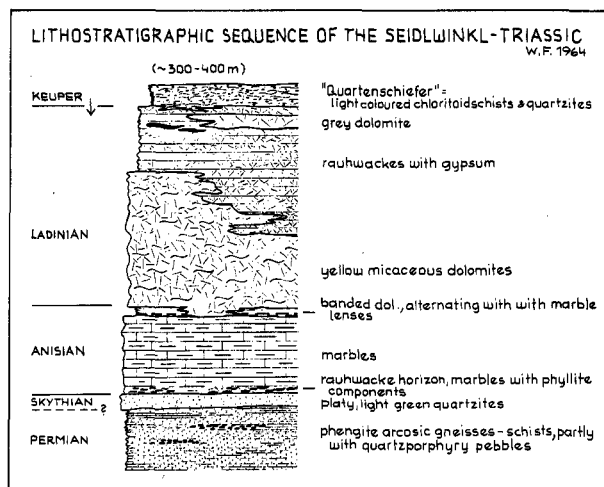 LITHOSTRATIGRAPHIC SEQUENCE OF THE SEIDLWINKL-TRIASSIC
W.F. 1964
(~300-400m)
KEUPER
"Quartenschiefer"=
light coloured chloritoidschists & quartzites
grey dolomite
rauhwackes with gypsum
LADINIAN
yellow micaceous dolomites
banded dol., alternating with with marble
lenses
ANISIAN
marbles
rauhwacke horizon, marbles with phyllite
components
SKYTHIAN
platy, light green quartzites
?
PERMIAN
phengite arcosic gneisses-schists, partly
with quartzporphyry pebbles